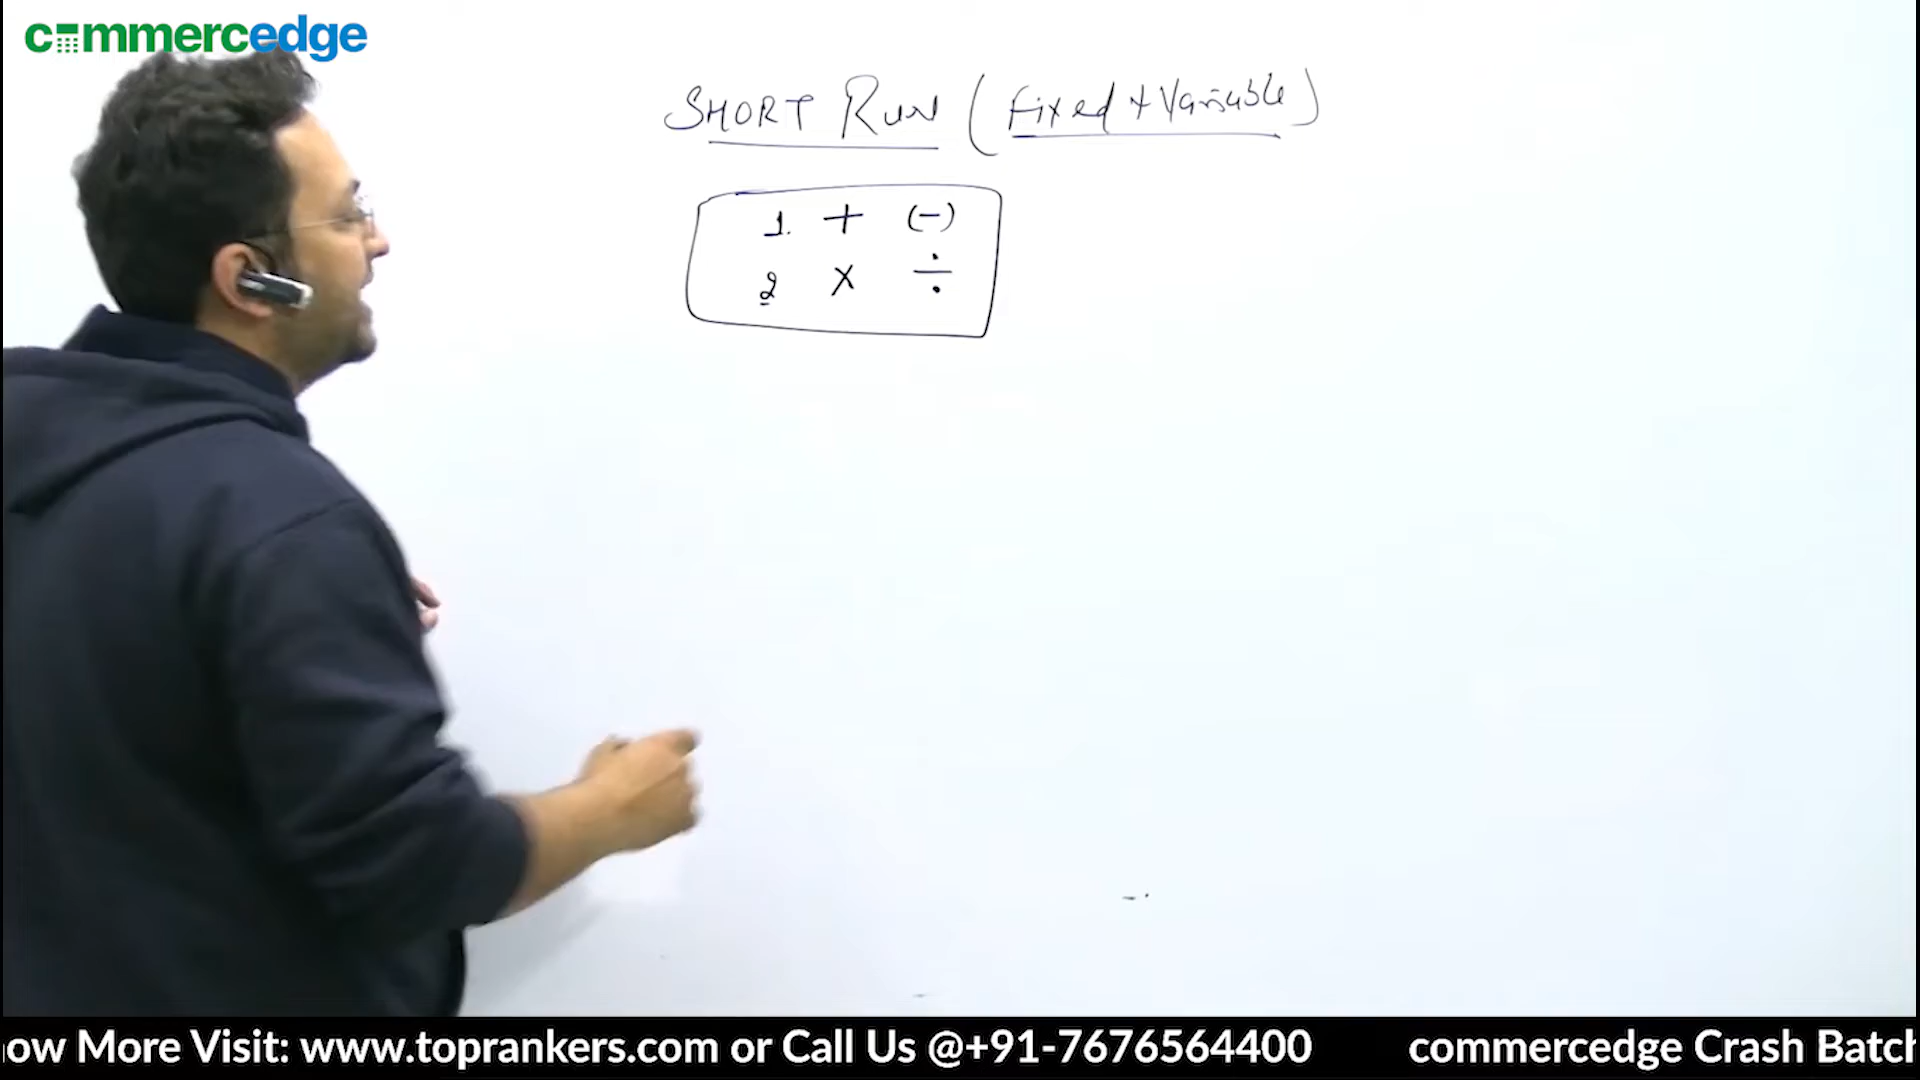 commercedge
SHORT RUN (Fixed + Variable)
1. + (-)
2 × ÷
ow More Visit: www.toprankers.com or Call Us @+91-7676564400 commercedge Crash Batch